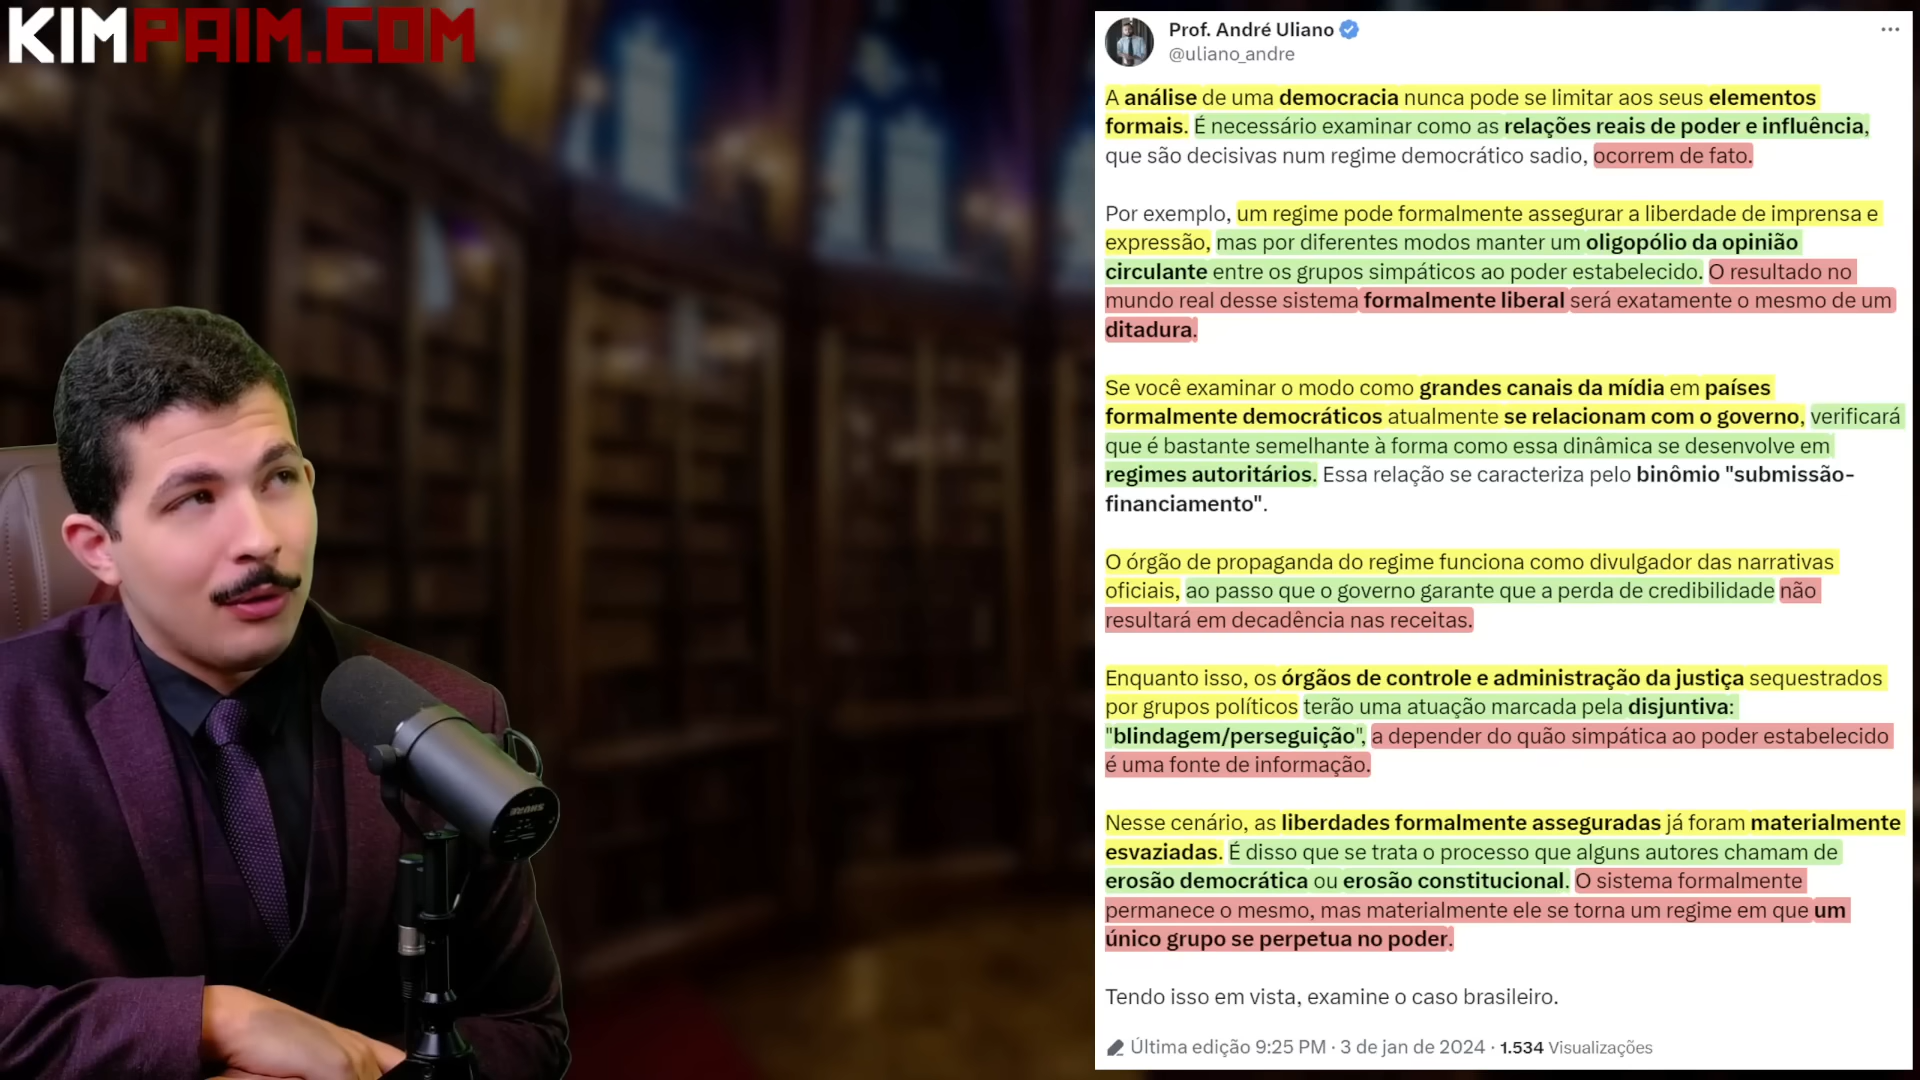 KIMPAIM.COM
Prof. André Uliano
@uliano_andre
A análise de uma democracia nunca pode se limitar aos seus elementos
formais. É necessário examinar como as relações reais de poder e influência,
que são decisivas num regime democrático sadio, ocorrem de fato.
Por exemplo, um regime pode formalmente assegurar a liberdade de imprensa e
expressão, mas por diferentes modos manter um oligopólio da opinião
circulante entre os grupos simpáticos ao poder estabelecido. O resultado no
mundo real desse sistema formalmente liberal será exatamente o mesmo de um
ditadura.
Se você examinar o modo como grandes canais da mídia em países
formalmente democráticos atualmente se relacionam com o governo, verificará
que é bastante semelhante à forma como essa dinâmica se desenvolve em
regimes autoritários. Essa relação se caracteriza pelo binômio "submissão-
financiamento".
O órgão de propaganda do regime funciona como divulgador das narrativas
oficiais, ao passo que o governo garante que a perda de credibilidade não
resultará em decadência nas receitas.
Enquanto isso, os órgãos de controle e administração da justiça sequestrados
por grupos políticos terão uma atuação marcada pela disjuntiva:
"blindagem/perseguição", a depender do quão simpática ao poder estabelecido
é uma fonte de informação.
Nesse cenário, as liberdades formalmente asseguradas já foram materialmente
esvaziadas. É disso que se trata o processo que alguns autores chamam de
erosão democrática ou erosão constitucional. O sistema formalmente
permanece o mesmo, mas materialmente ele se torna um regime em que um
único grupo se perpetua no poder.
Tendo isso em vista, examine o caso brasileiro.
Última edição 9:25 PM · 3 de jan de 2024 · 1.534 Visualizações